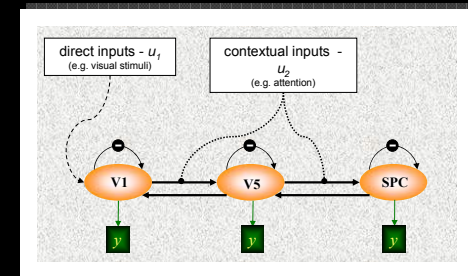 direct inputs - u1
(e.g. visual stimuli)
contextual inputs -
u2
(e.g. attention)
V1
V5
SPC
y
y
y